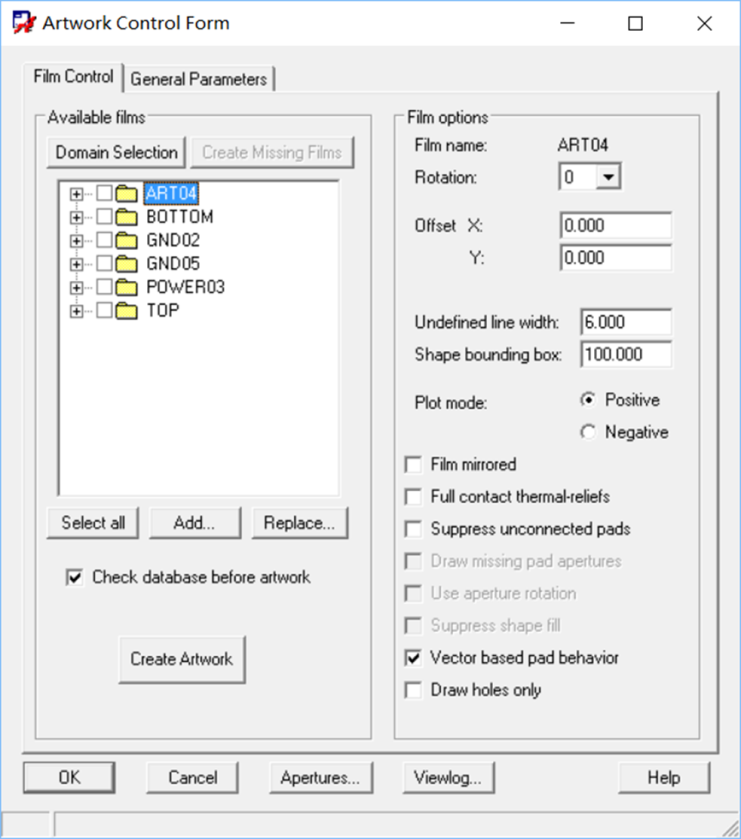 Artwork Control Form
Film Control
General Parameters
Available films
Domain Selection
Create Missing Films
ART04
BOTTOM
GND02
GND05
POWER03
TOP
Select all
Add...
Replace...
Check database before artwork
Create Artwork
Film options
Film name: ART04
Rotation: 0
Offset X: 0.000
Y: 0.000
Undefined line width: 6.000
Shape bounding box: 100.000
Plot mode: Positive
Negative
Film mirrored
Full contact thermal-reliefs
Suppress unconnected pads
Draw missing pad apertures
Use aperture rotation
Suppress shape fill
Vector based pad behavior
Draw holes only
OK
Cancel
Apertures...
Viewlog...
Help